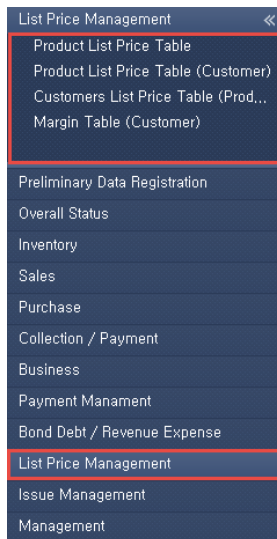 List Price Management «
Product List Price Table
Product List Price Table (Customer)
Customers List Price Table (Prod...
Margin Table (Customer)
Preliminary Data Registration
Overall Status
Inventory
Sales
Purchase
Collection / Payment
Business
Payment Manament
Bond Debt / Revenue Expense
List Price Management
Issue Management
Management